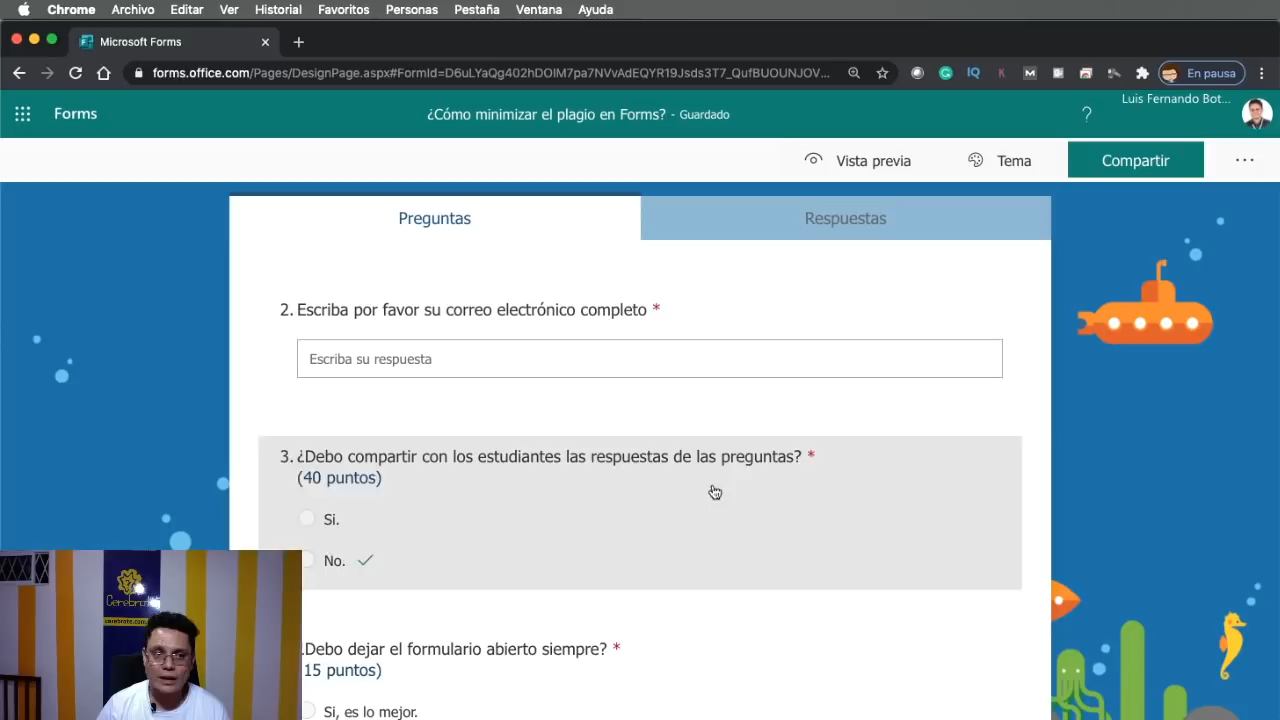 Chrome Archivo Editar Ver Historial Favoritos Personas Pestaña Ventana Ayuda
Microsoft Forms
forms.office.com/Pages/DesignPage.aspx#FormId=D6uLYaQg402hDOlM7pa7NVvAdEQYR19Jsds3T7_QufBUOUNJOV...
IQ K M En pausa
Forms
¿Cómo minimizar el plagio en Forms? - Guardado
?
Luis Fernando Bot...
Vista previa
Tema
Compartir
...
Preguntas
Respuestas
2. Escriba por favor su correo electrónico completo *
Escriba su respuesta
3. ¿Debo compartir con los estudiantes las respuestas de las preguntas? *
(40 puntos)
Si.
No.
Debo dejar el formulario abierto siempre? *
15 puntos)
Si, es lo mejor.
Cerebrote
cerebrote.com